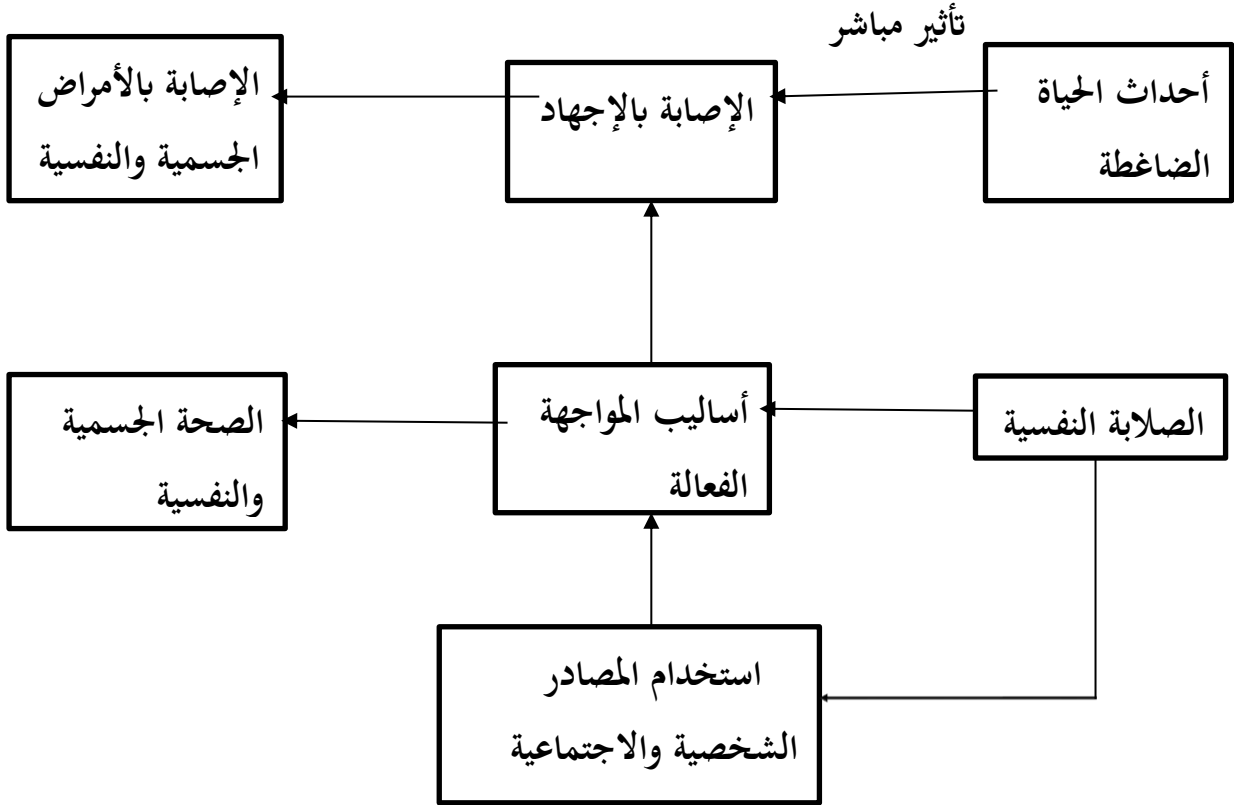 تأثير مباشر
أحداث الحياة
الضاغطة
الإصابة بالإجهاد
الإصابة بالأمراض
الجسمية والنفسية
الصلابة النفسية
أساليب المواجهة
الفعالة
الصحة الجسمية
والنفسية
استخدام المصادر
الشخصية والاجتماعية